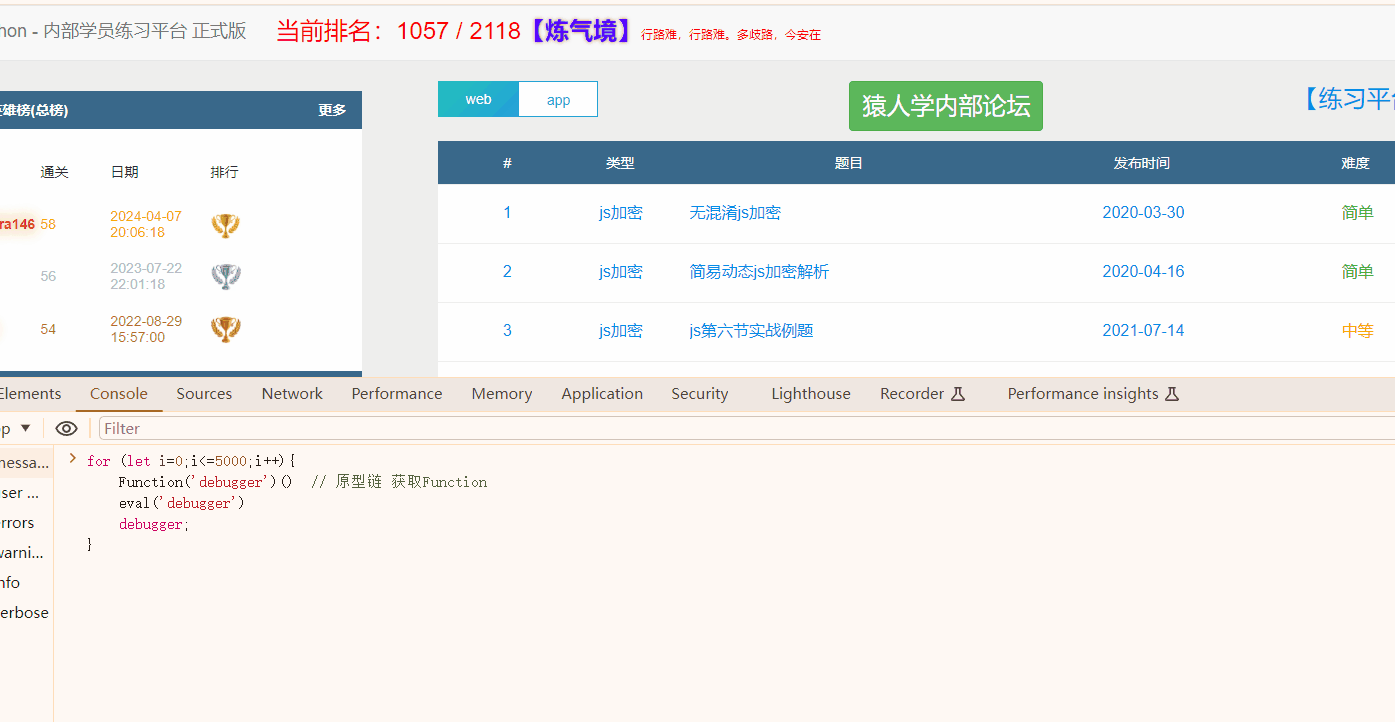 non - 内部学员练习平台 正式版 当前排名：1057 / 2118【炼气境】行路难，行路难。多歧路，今安在
英雄榜(总榜) 更多
通关 日期 排行
ra146 58 2024-04-07 20:06:18
56 2023-07-22 22:01:18
54 2022-08-29 15:57:00
web app
猿人学内部论坛
【练习平台
# 类型 题目 发布时间 难度
1 js加密 无混淆js加密 2020-03-30 简单
2 js加密 简易动态js加密解析 2020-04-16 简单
3 js加密 js第六节实战例题 2021-07-14 中等
Elements Console Sources Network Performance Memory Application Security Lighthouse Recorder Performance insights
op Filter
messa...
ser ...
errors
warni...
nfo
erbose
for (let i=0;i<=5000;i++){
Function('debugger')() // 原型链 获取Function
eval('debugger')
debugger;
}